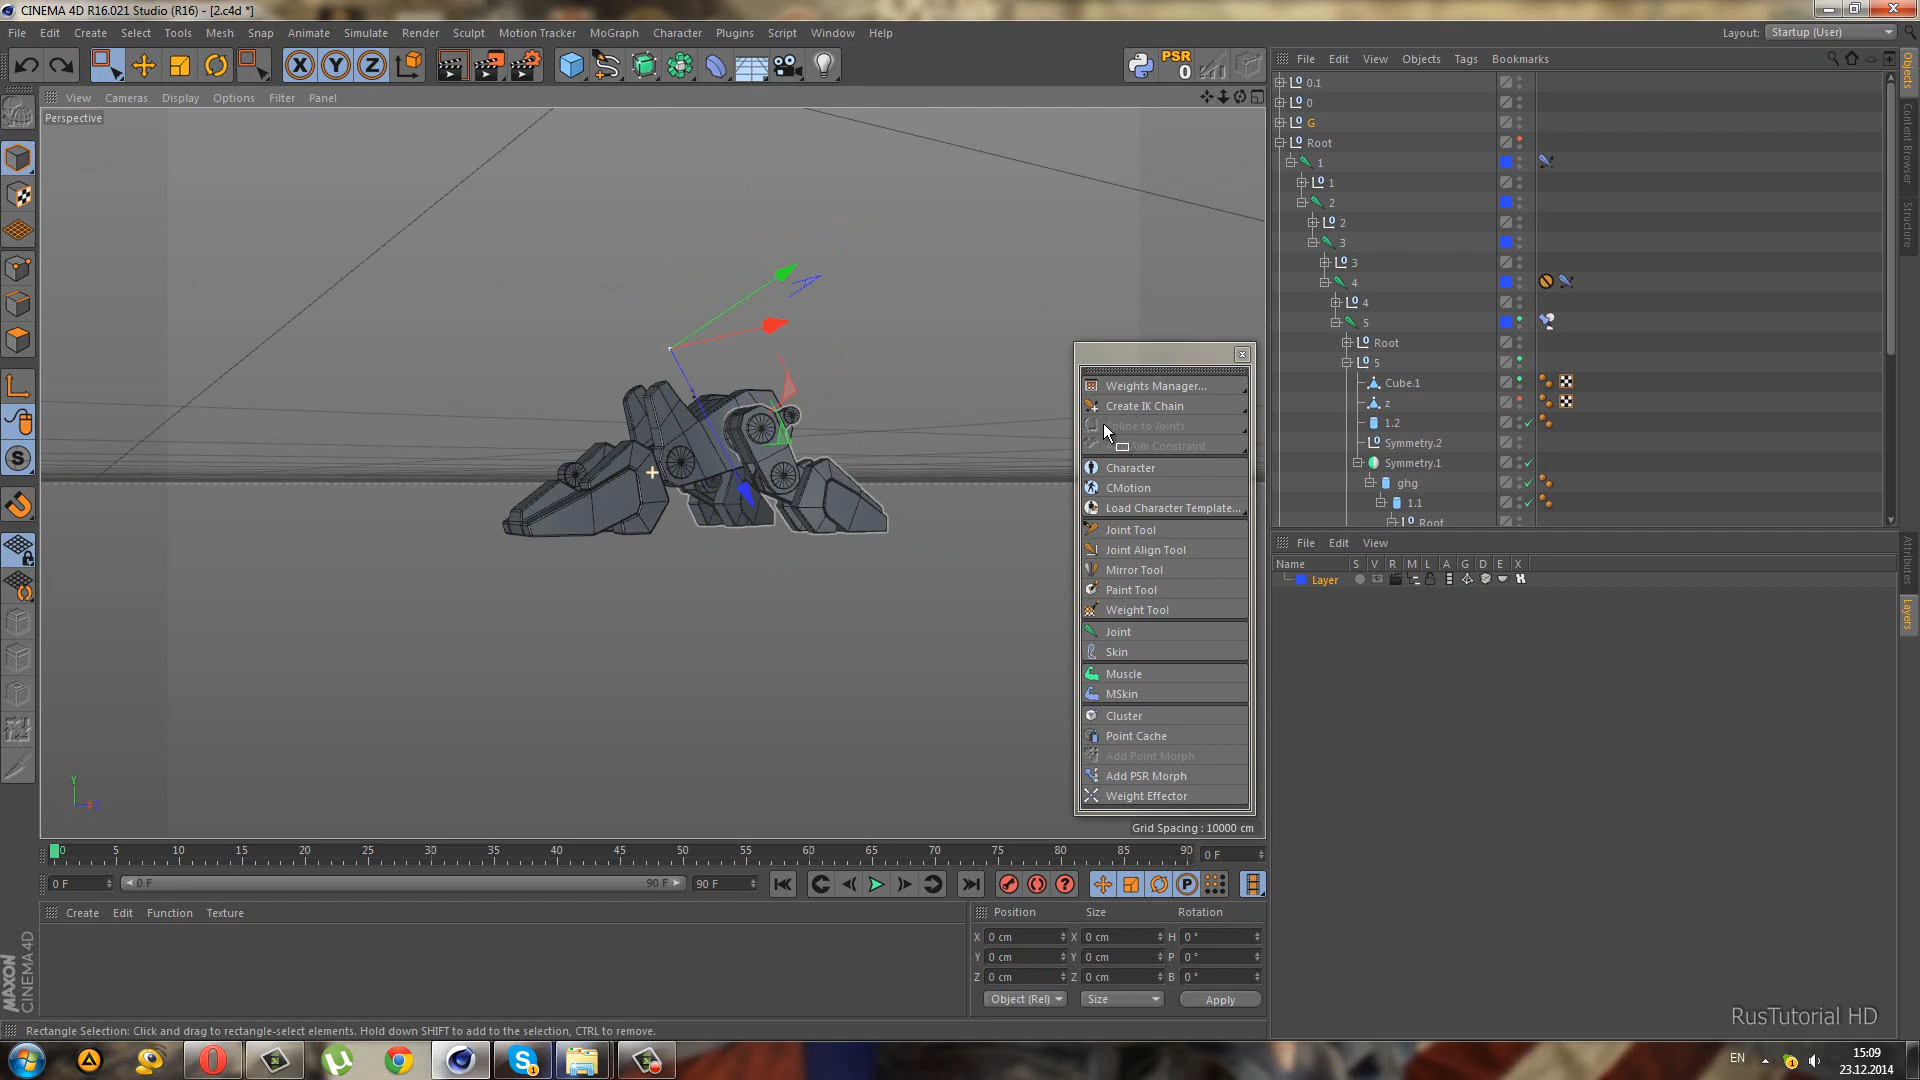 CINEMA 4D R16.021 Studio (R16) - [2.c4d *]
File Edit Create Select Tools Mesh Snap Animate Simulate Render Sculpt Motion Tracker MoGraph Character Plugins Script Window Help
Layout: Startup (User)
PSR
0
View Cameras Display Options Filter Panel
Perspective
File Edit View Objects Tags Bookmarks
0.1
0
G
Root
1
1
2
2
3
3
4
4
5
Root
5
Cube.1
z
1.2
Symmetry.2
Symmetry.1
ghg
1.1
Root
Objects
Content Browser
Structure
Attributes
Layers
Weights Manager...
Create IK Chain
Spline to Joints
Aim Constraint
Character
CMotion
Load Character Template...
Joint Tool
Joint Align Tool
Mirror Tool
Paint Tool
Weight Tool
Joint
Skin
Muscle
MSkin
Cluster
Point Cache
Add Point Morph
Add PSR Morph
Weight Effector
Grid Spacing : 10000 cm
File Edit View
Name S V R M L A G D E X
Layer
Y
0 5 10 15 20 25 30 35 40 45 50 55 60 65 70 75 80 85 90
0 F
0 F 0 F 90 F 90 F
Create Edit Function Texture
Position Size Rotation
X 0 cm X 0 cm H 0 °
Y 0 cm Y 0 cm P 0 °
Z 0 cm Z 0 cm B 0 °
Object (Rel) Size Apply
MAXON
CINEMA 4D
Rectangle Selection: Click and drag to rectangle-select elements. Hold down SHIFT to add to the selection, CTRL to remove.
RusTutorial HD
EN
15:09
23.12.2014